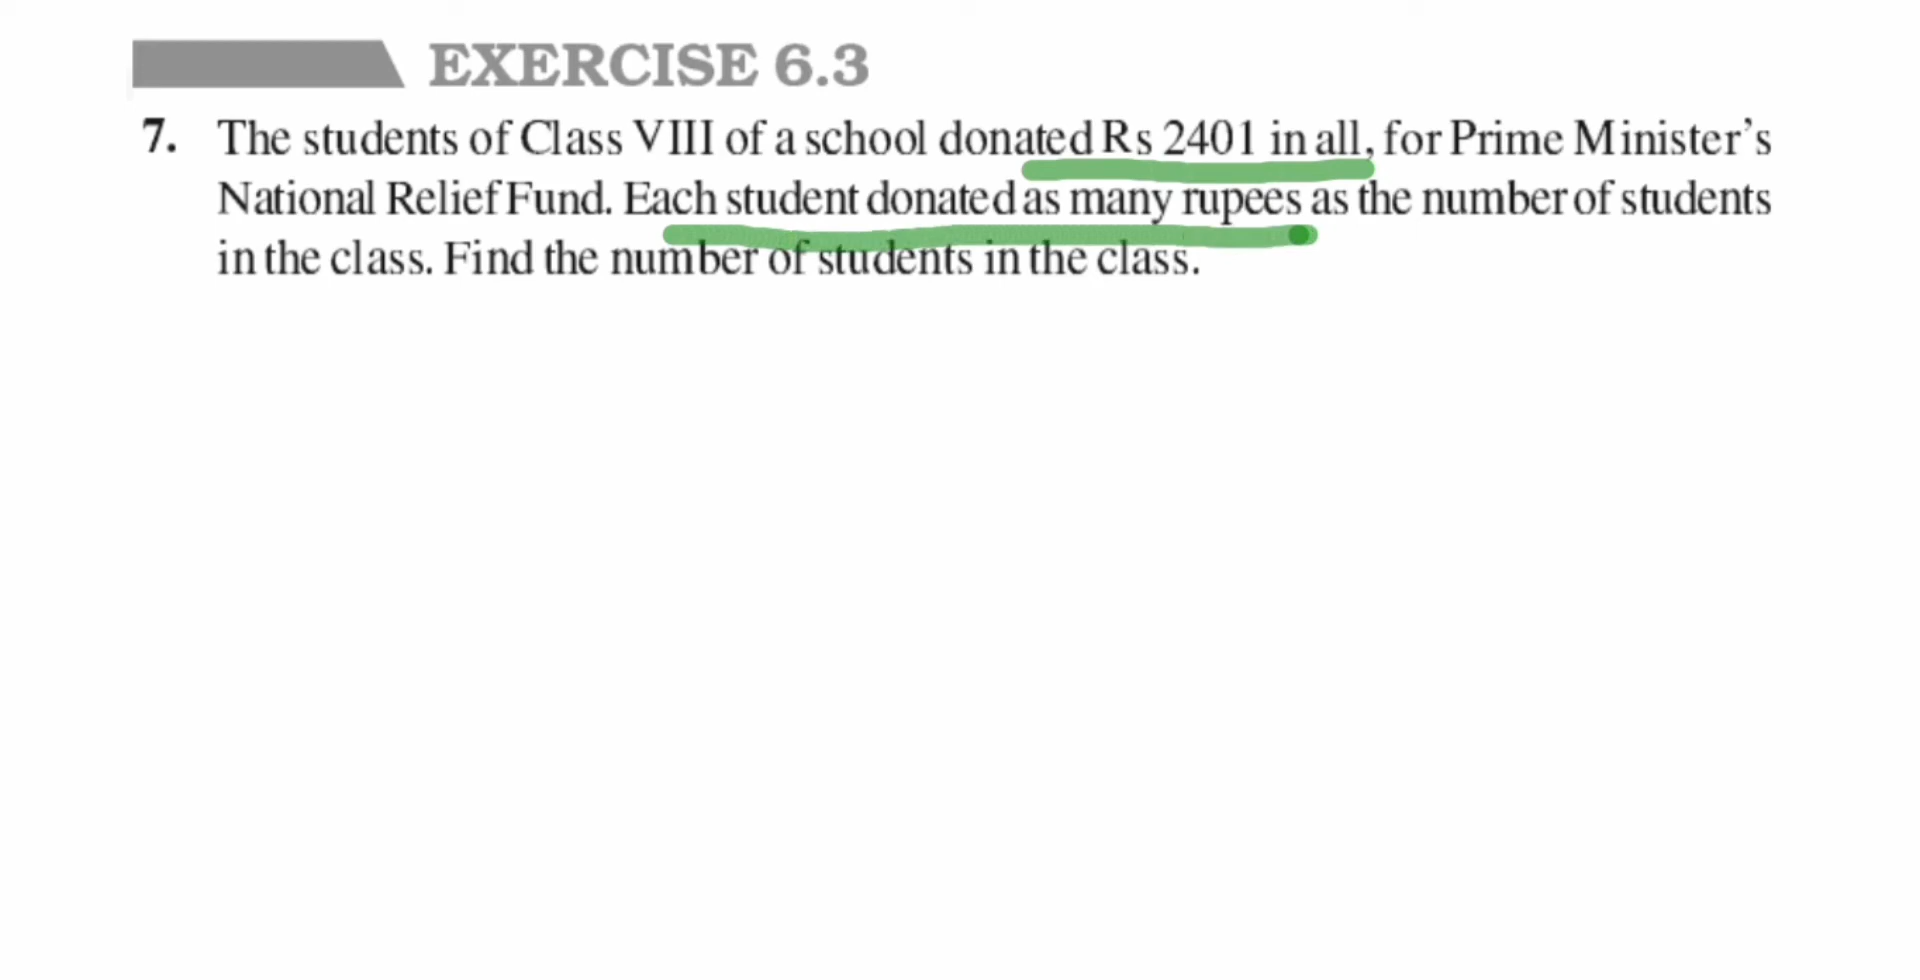 EXERCISE 6.3
7. The students of Class VIII of a school donated Rs 2401 in all, for Prime Minister’s
National Relief Fund. Each student donated as many rupees as the number of students
in the class. Find the number of students in the class.